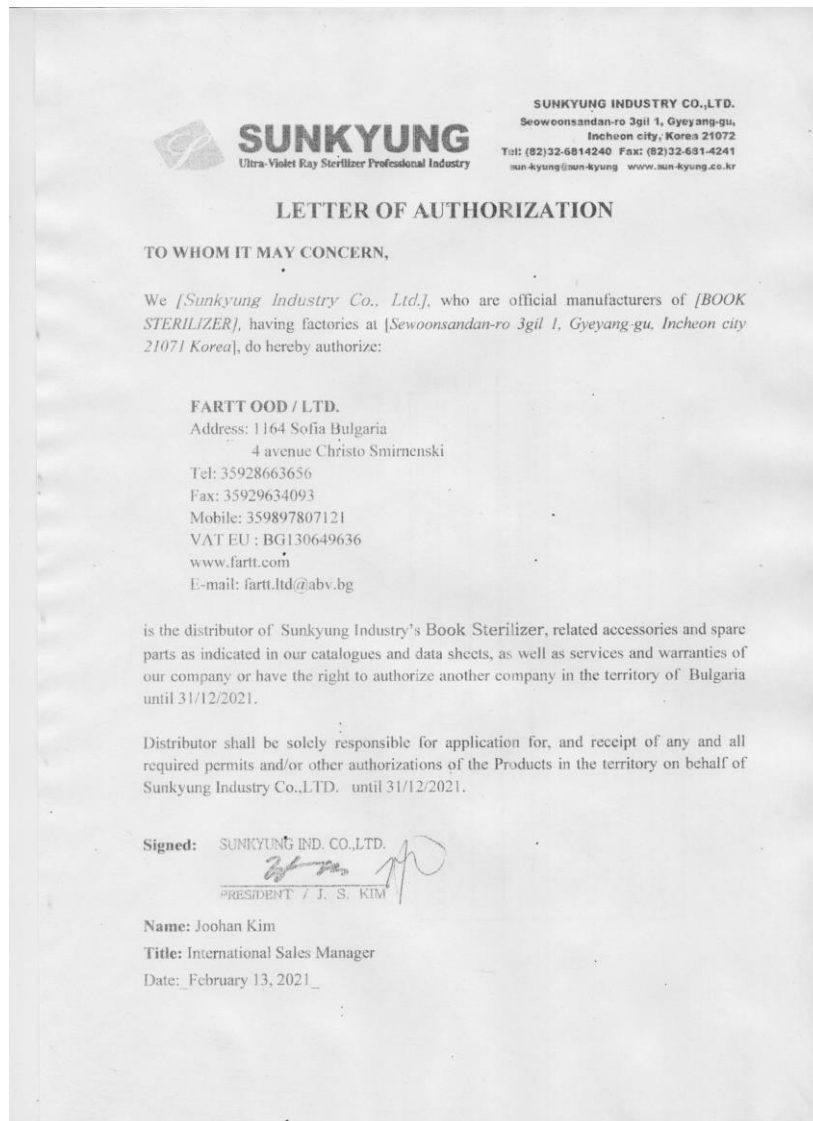 SUNKYUNG
Ultra-Violet Ray Sterilizer Professional Industry
SUNKYUNG INDUSTRY CO.,LTD.
Seowoonsandan-ro 3gil 1, Gyeyang-gu,
Incheon city, Korea 21072
Tel: (82)32-6814240 Fax: (82)32-681-4241
sun-kyung@sun-kyung www.sun-kyung.co.kr
LETTER OF AUTHORIZATION
TO WHOM IT MAY CONCERN,
We [Sunkyung Industry Co., Ltd.], who are official manufacturers of [BOOK
STERILIZER], having factories at [Sewoonsandan-ro 3gil 1, Gyeyang-gu, Incheon city
21071 Korea], do hereby authorize:
FARTT OOD / LTD.
Address: 1164 Sofia Bulgaria
4 avenue Christo Smirnenski
Tel: 35928663656
Fax: 35929634093
Mobile: 359897807121
VAT EU : BG130649636
www.fartt.com
E-mail: fartt.ltd@abv.bg
is the distributor of Sunkyung Industry's Book Sterilizer, related accessories and spare
parts as indicated in our catalogues and data sheets, as well as services and warranties of
our company or have the right to authorize another company in the territory of Bulgaria
until 31/12/2021.
Distributor shall be solely responsible for application for, and receipt of any and all
required permits and/or other authorizations of the Products in the territory on behalf of
Sunkyung Industry Co.,LTD. until 31/12/2021.
Signed: SUNKYUNG IND. CO.,LTD.
PRESIDENT / J. S. KIM
Name: Joohan Kim
Title: International Sales Manager
Date:_February 13, 2021_